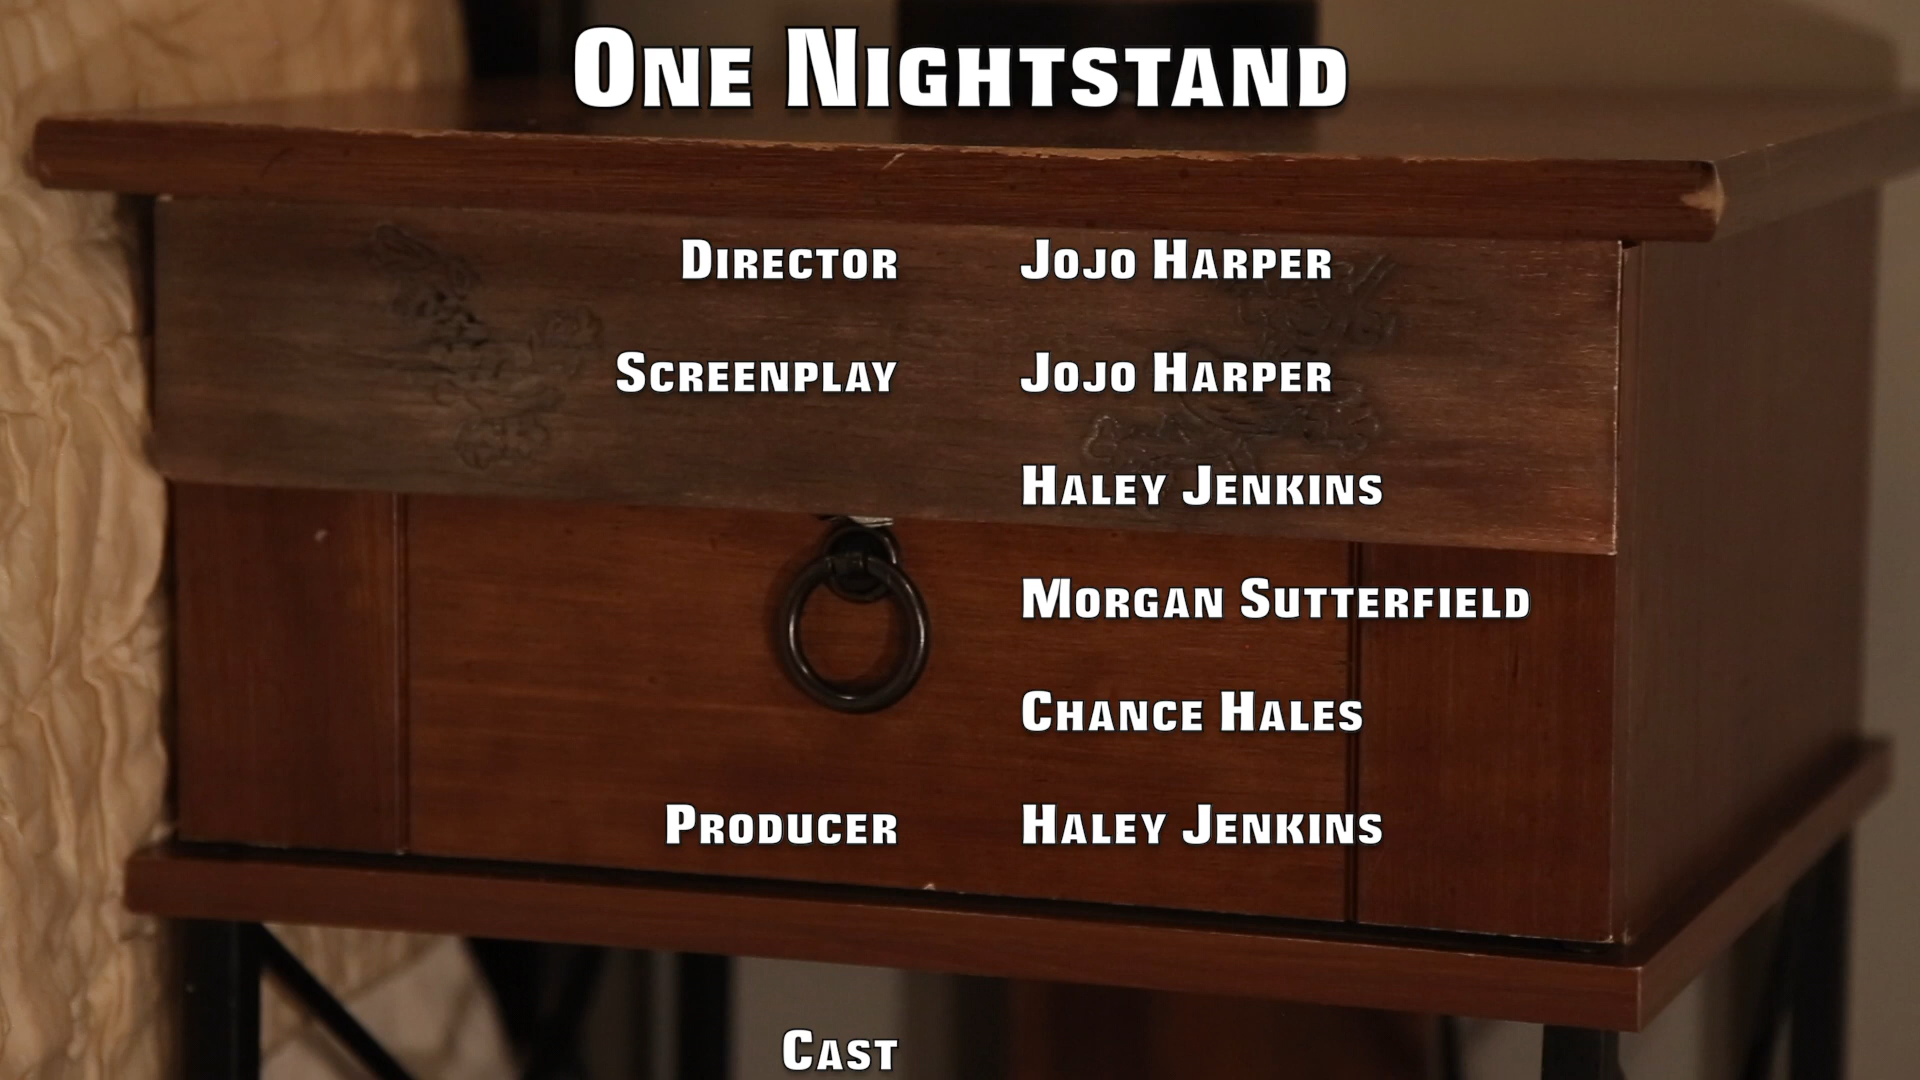 One Nightstand
Director Jojo Harper
Screenplay Jojo Harper
Haley Jenkins
Morgan Sutterfield
Chance Hales
Producer Haley Jenkins
Cast